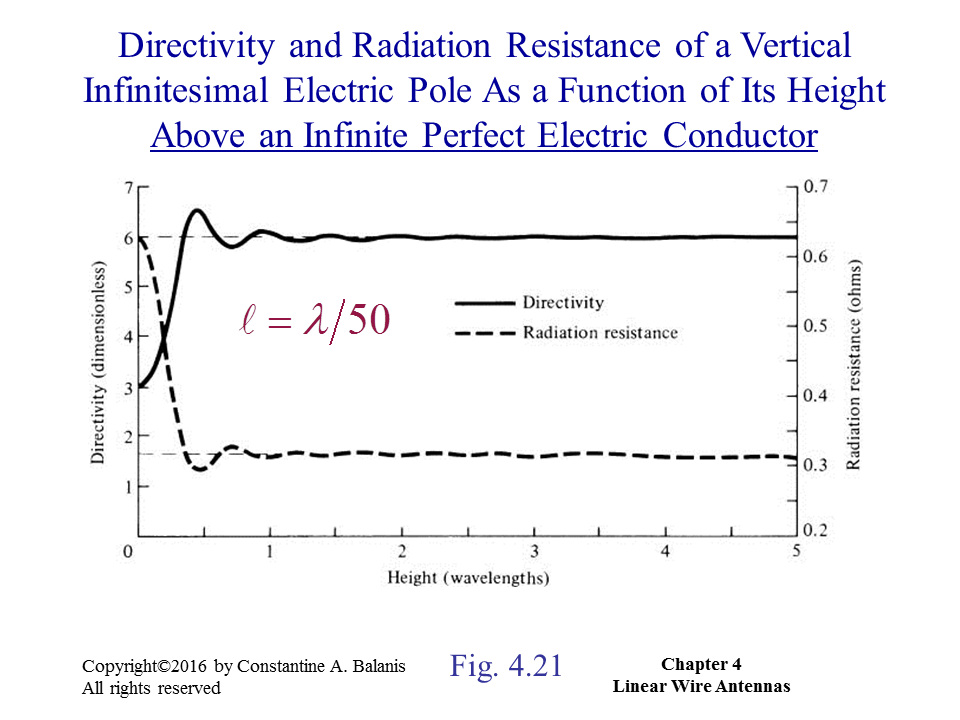 Directivity and Radiation Resistance of a Vertical
Infinitesimal Electric Pole As a Function of Its Height
Above an Infinite Perfect Electric Conductor
7
6
5
4
3
2
1
0
Directivity (dimensionless)
ℓ = λ/50
Directivity
Radiation resistance
0.7
0.6
0.5
0.4
0.3
0.2
Radiation resistance (ohms)
1
2
3
4
5
Height (wavelengths)
Copyright©2016 by Constantine A. Balanis
All rights reserved
Fig. 4.21
Chapter 4
Linear Wire Antennas